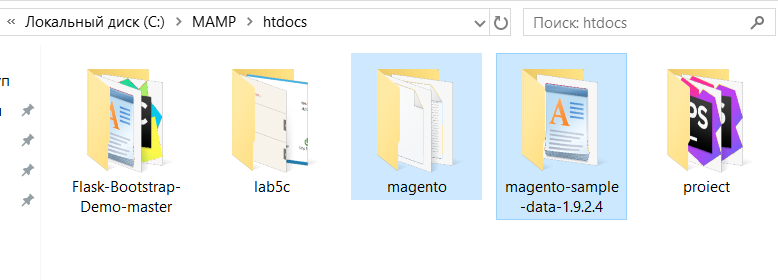 « Локальный диск (C:) > MAMP > htdocs
Поиск: htdocs
уп
Flask-Bootstrap-
Demo-master
lab5c
magento
magento-sample
-data-1.9.2.4
proiect